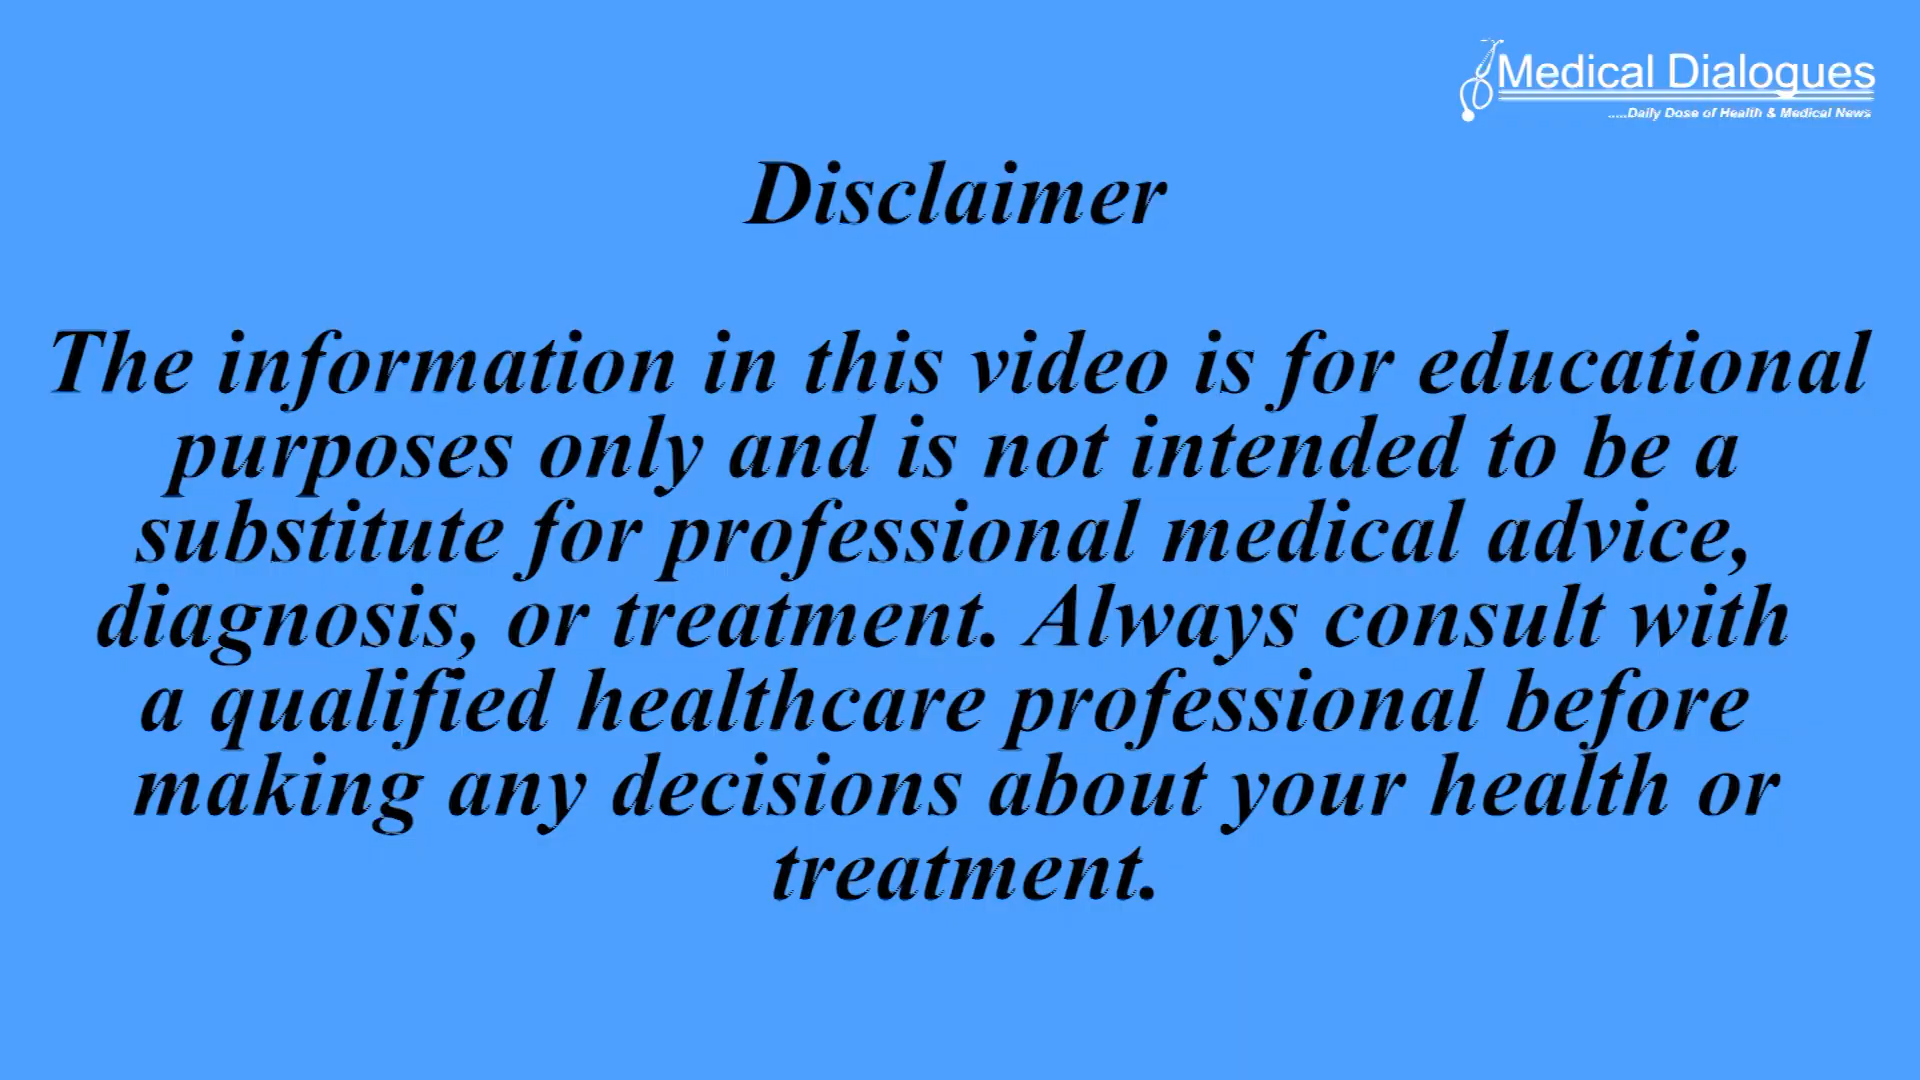 Medical Dialogues
.....Daily Dose of Health & Medical News
Disclaimer
The information in this video is for educational
purposes only and is not intended to be a
substitute for professional medical advice,
diagnosis, or treatment. Always consult with
a qualified healthcare professional before
making any decisions about your health or
treatment.